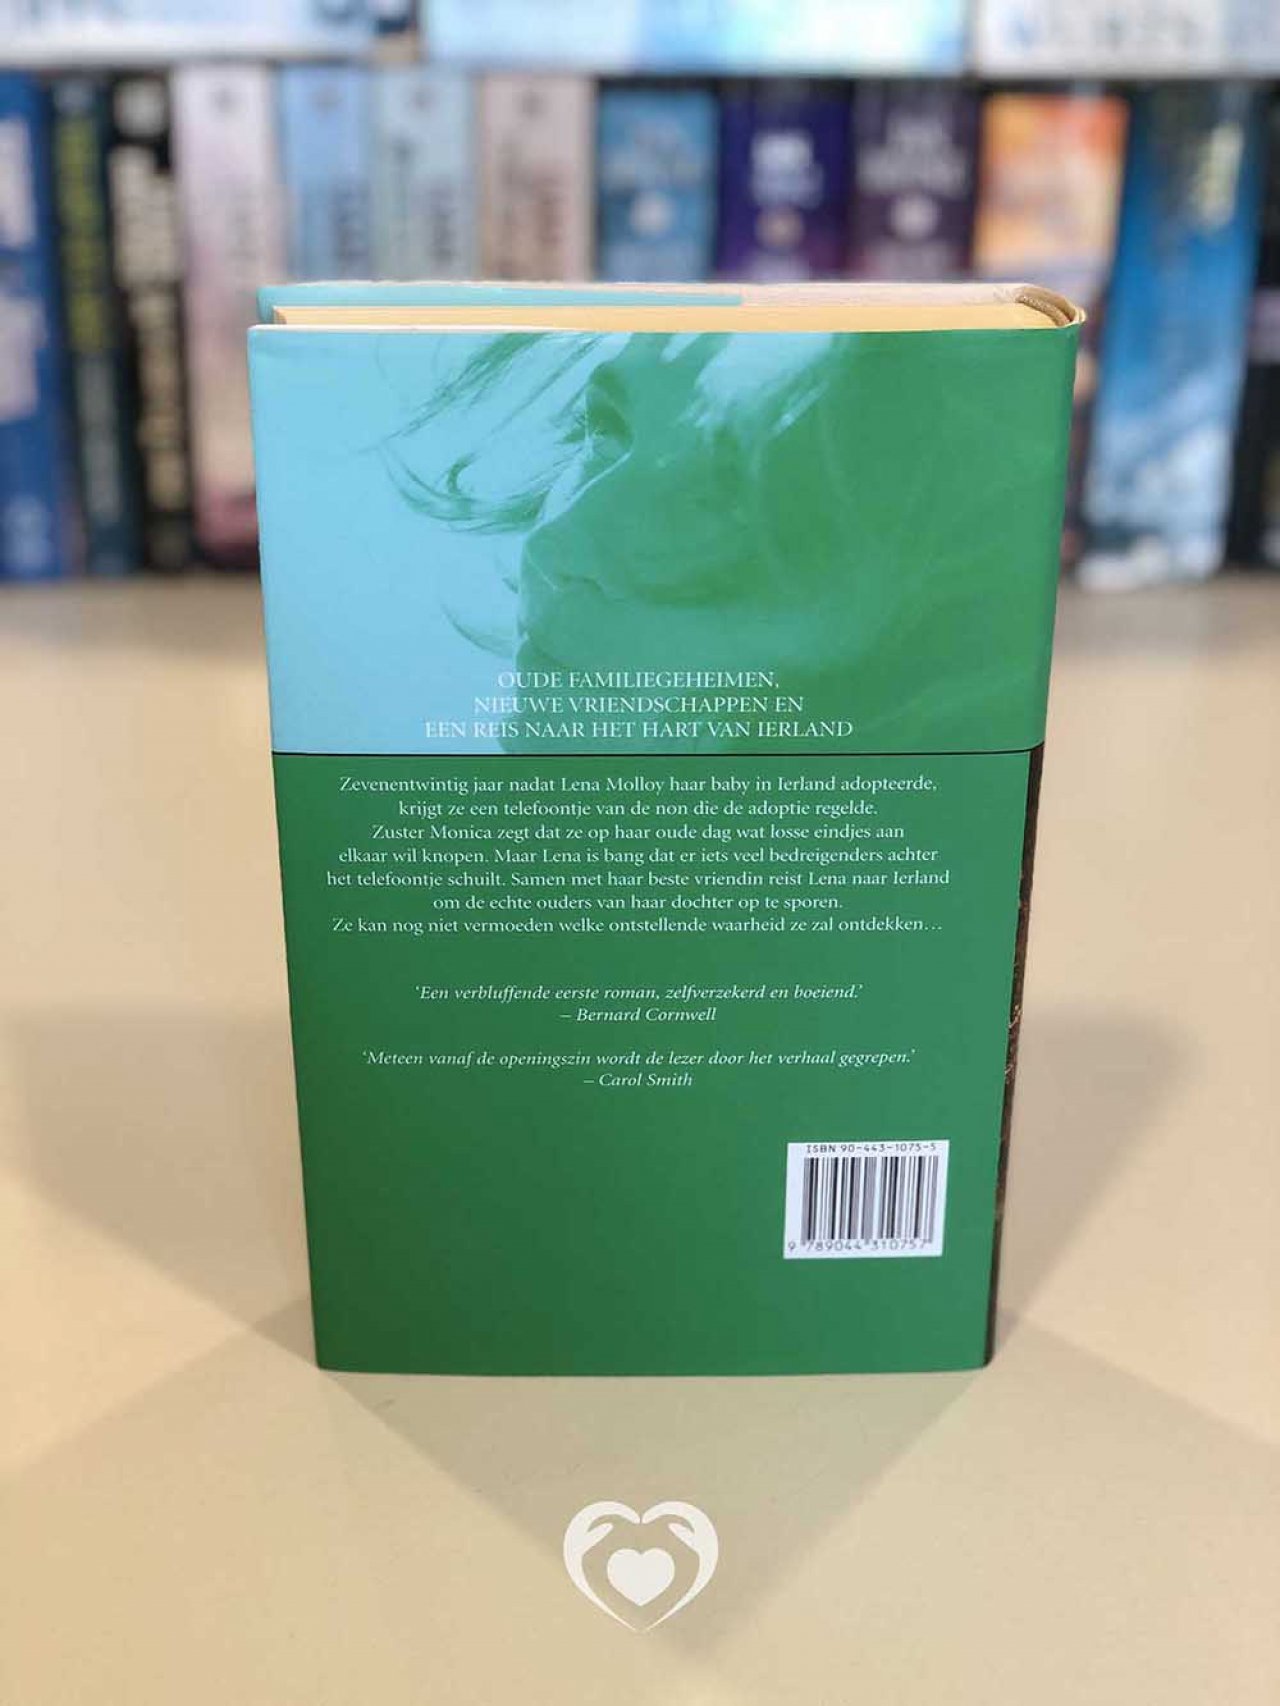 OUDE FAMILIEGEHEIMEN,
NIEUWE VRIENDSCHAPPEN EN
EEN REIS NAAR HET HART VAN IERLAND
Zevenentwintig jaar nadat Lena Molloy haar baby in Ierland adopteerde,
krijgt ze een telefoontje van de non die de adoptie regelde.
Zuster Monica zegt dat ze op haar oude dag wat losse eindjes aan
elkaar wil knopen. Maar Lena is bang dat er iets veel bedreigenders achter
het telefoontje schuilt. Samen met haar beste vriendin reist Lena naar Ierland
om de echte ouders van haar dochter op te sporen.
Ze kan nog niet vermoeden welke ontstellende waarheid ze zal ontdekken…
‘Een verbluffende eerste roman, zelfverzekerd en boeiend.’
– Bernard Cornwell
‘Meteen vanaf de openingszin wordt de lezer door het verhaal gegrepen.’
– Carol Smith
ISBN 90-443-1075-5
9 789044 310757